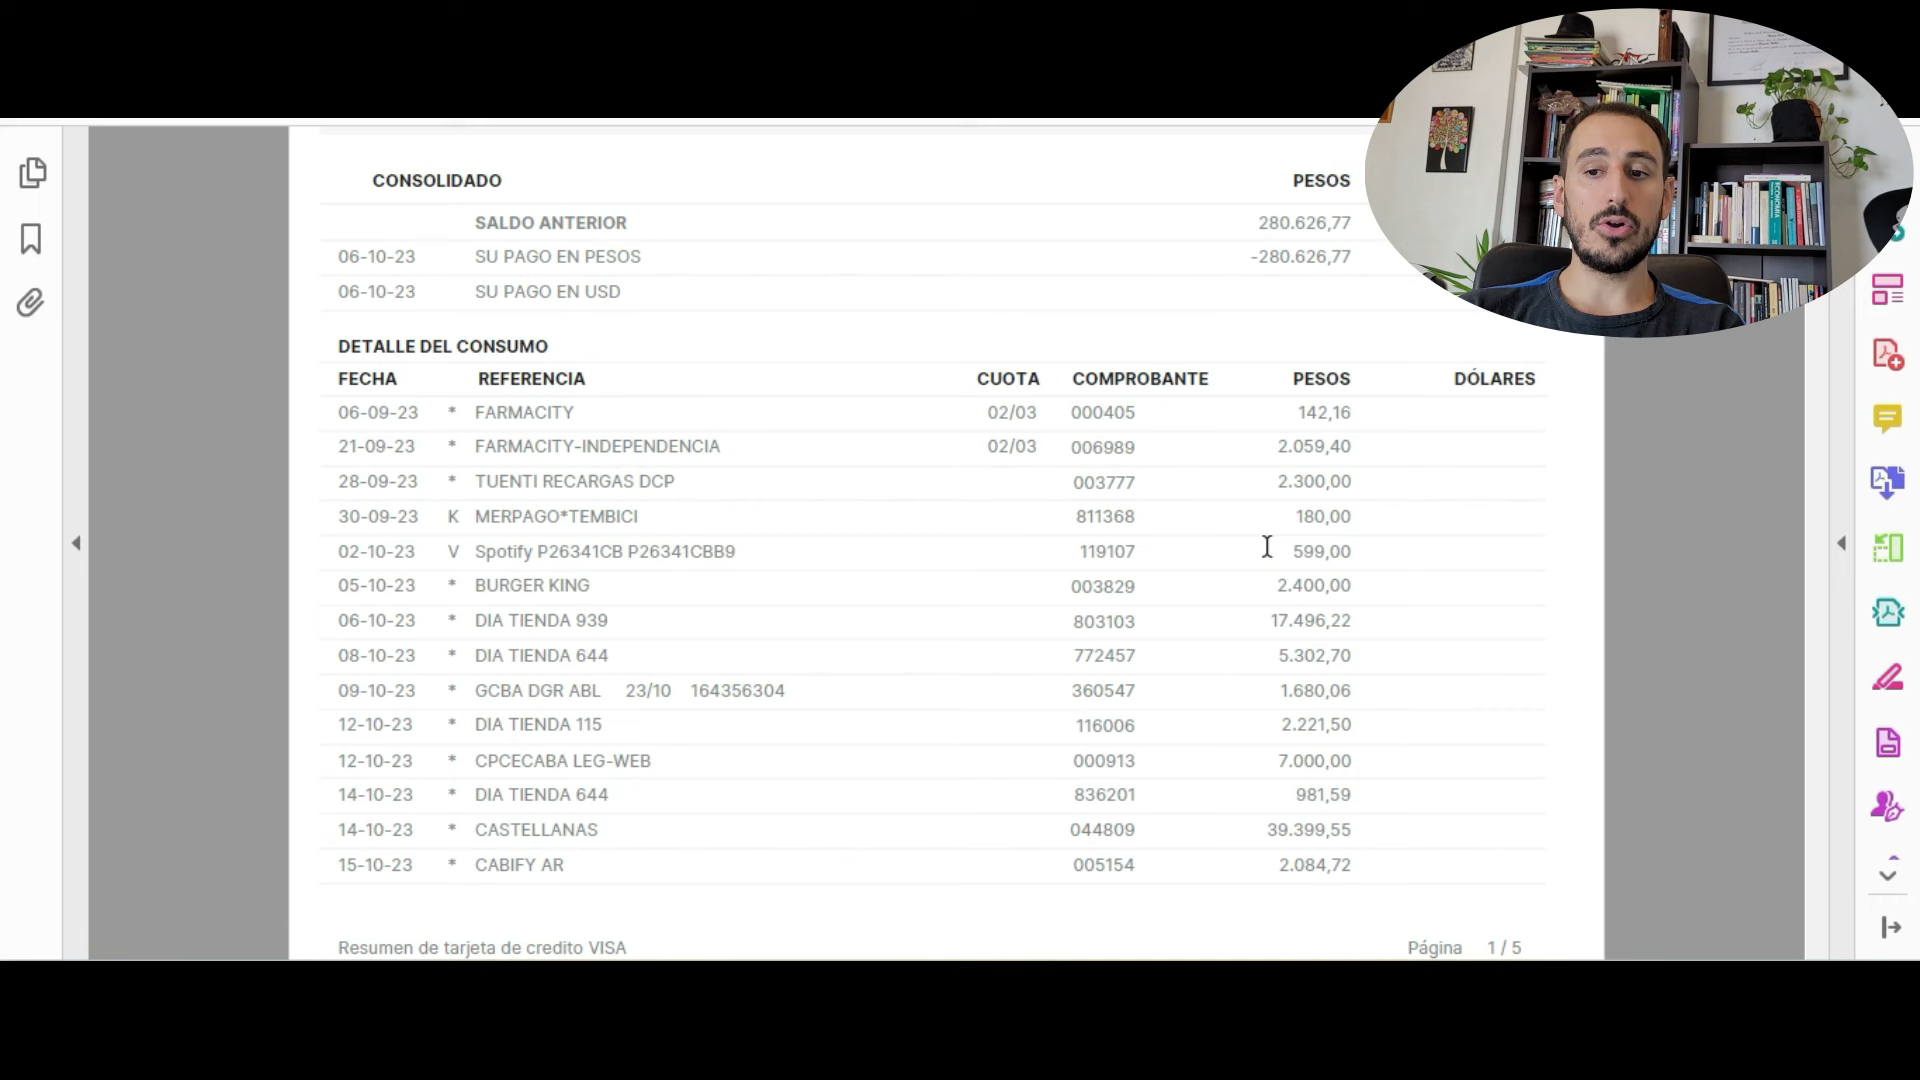 CONSOLIDADO PESOS
SALDO ANTERIOR 280.626,77
06-10-23 SU PAGO EN PESOS -280.626,77
06-10-23 SU PAGO EN USD
DETALLE DEL CONSUMO
FECHA REFERENCIA CUOTA COMPROBANTE PESOS DÓLARES
06-09-23 * FARMACITY 02/03 000405 142,16
21-09-23 * FARMACITY-INDEPENDENCIA 02/03 006989 2.059,40
28-09-23 * TUENTI RECARGAS DCP 003777 2.300,00
30-09-23 K MERPAGO*TEMBICI 811368 180,00
02-10-23 V Spotify P26341CB P26341CBB9 119107 599,00
05-10-23 * BURGER KING 003829 2.400,00
06-10-23 * DIA TIENDA 939 803103 17.496,22
08-10-23 * DIA TIENDA 644 772457 5.302,70
09-10-23 * GCBA DGR ABL 23/10 164356304 360547 1.680,06
12-10-23 * DIA TIENDA 115 116006 2.221,50
12-10-23 * CPCECABA LEG-WEB 000913 7.000,00
14-10-23 * DIA TIENDA 644 836201 981,59
14-10-23 * CASTELLANAS 044809 39.399,55
15-10-23 * CABIFY AR 005154 2.084,72
Resumen de tarjeta de credito VISA Página 1 / 5